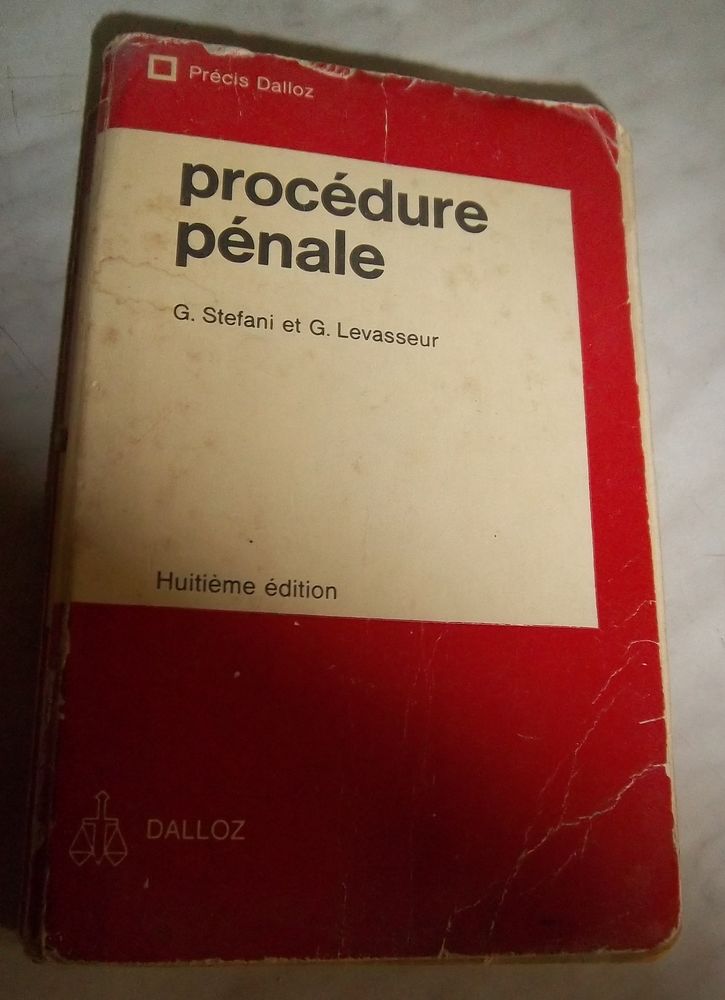 Précis Dalloz
procédure
pénale
G. Stefani et G. Levasseur
Huitième édition
DALLOZ